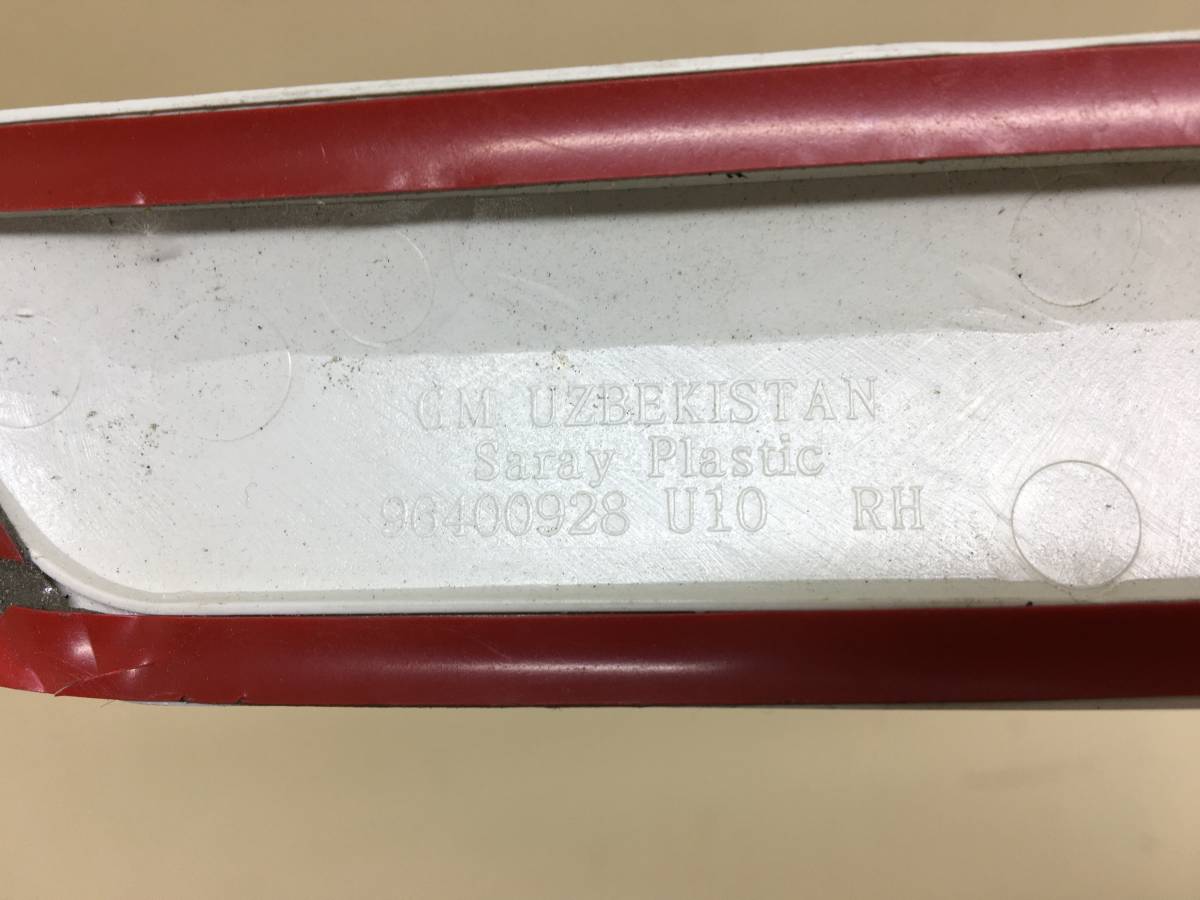 GM UZBEKISTAN
Saray Plastic
96400928 U10 RH